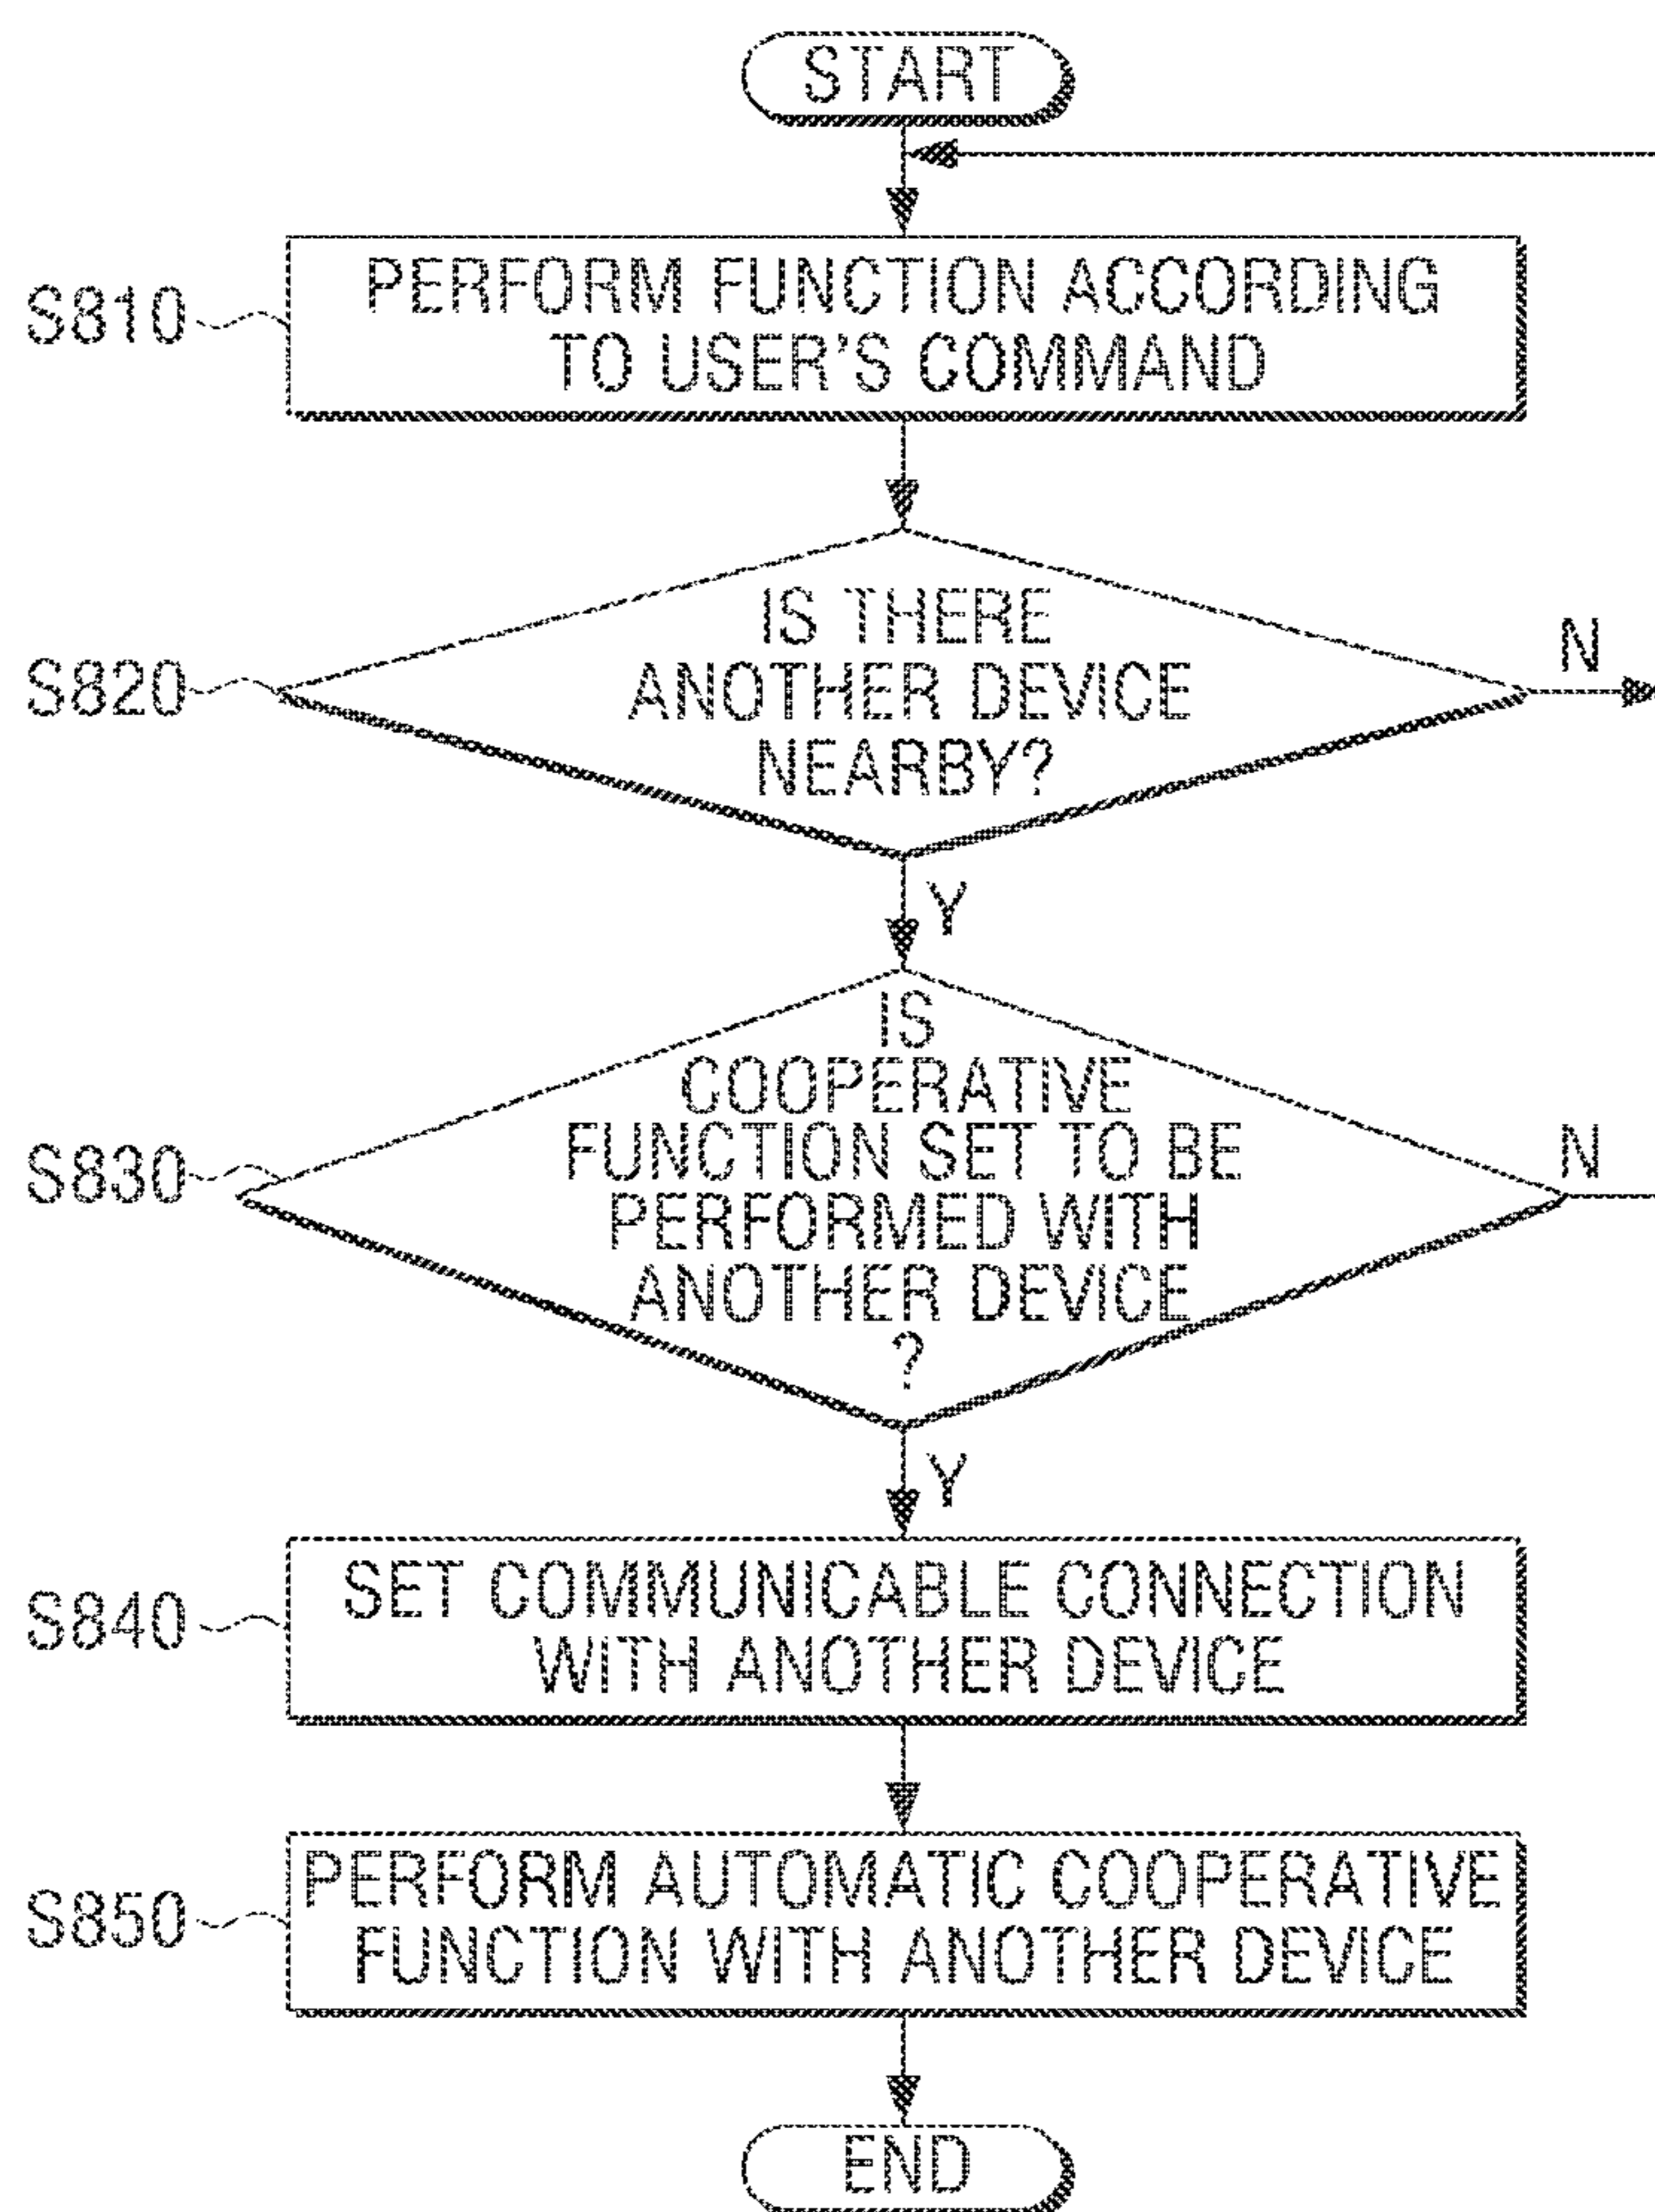 START
S810
PERFORM FUNCTION ACCORDING
TO USER'S COMMAND
S820
IS THERE
ANOTHER DEVICE
NEARBY?
N
Y
S830
IS
COOPERATIVE
FUNCTION SET TO BE
PERFORMED WITH
ANOTHER DEVICE
?
N
Y
S840
SET COMMUNICABLE CONNECTION
WITH ANOTHER DEVICE
S850
PERFORM AUTOMATIC COOPERATIVE
FUNCTION WITH ANOTHER DEVICE
END